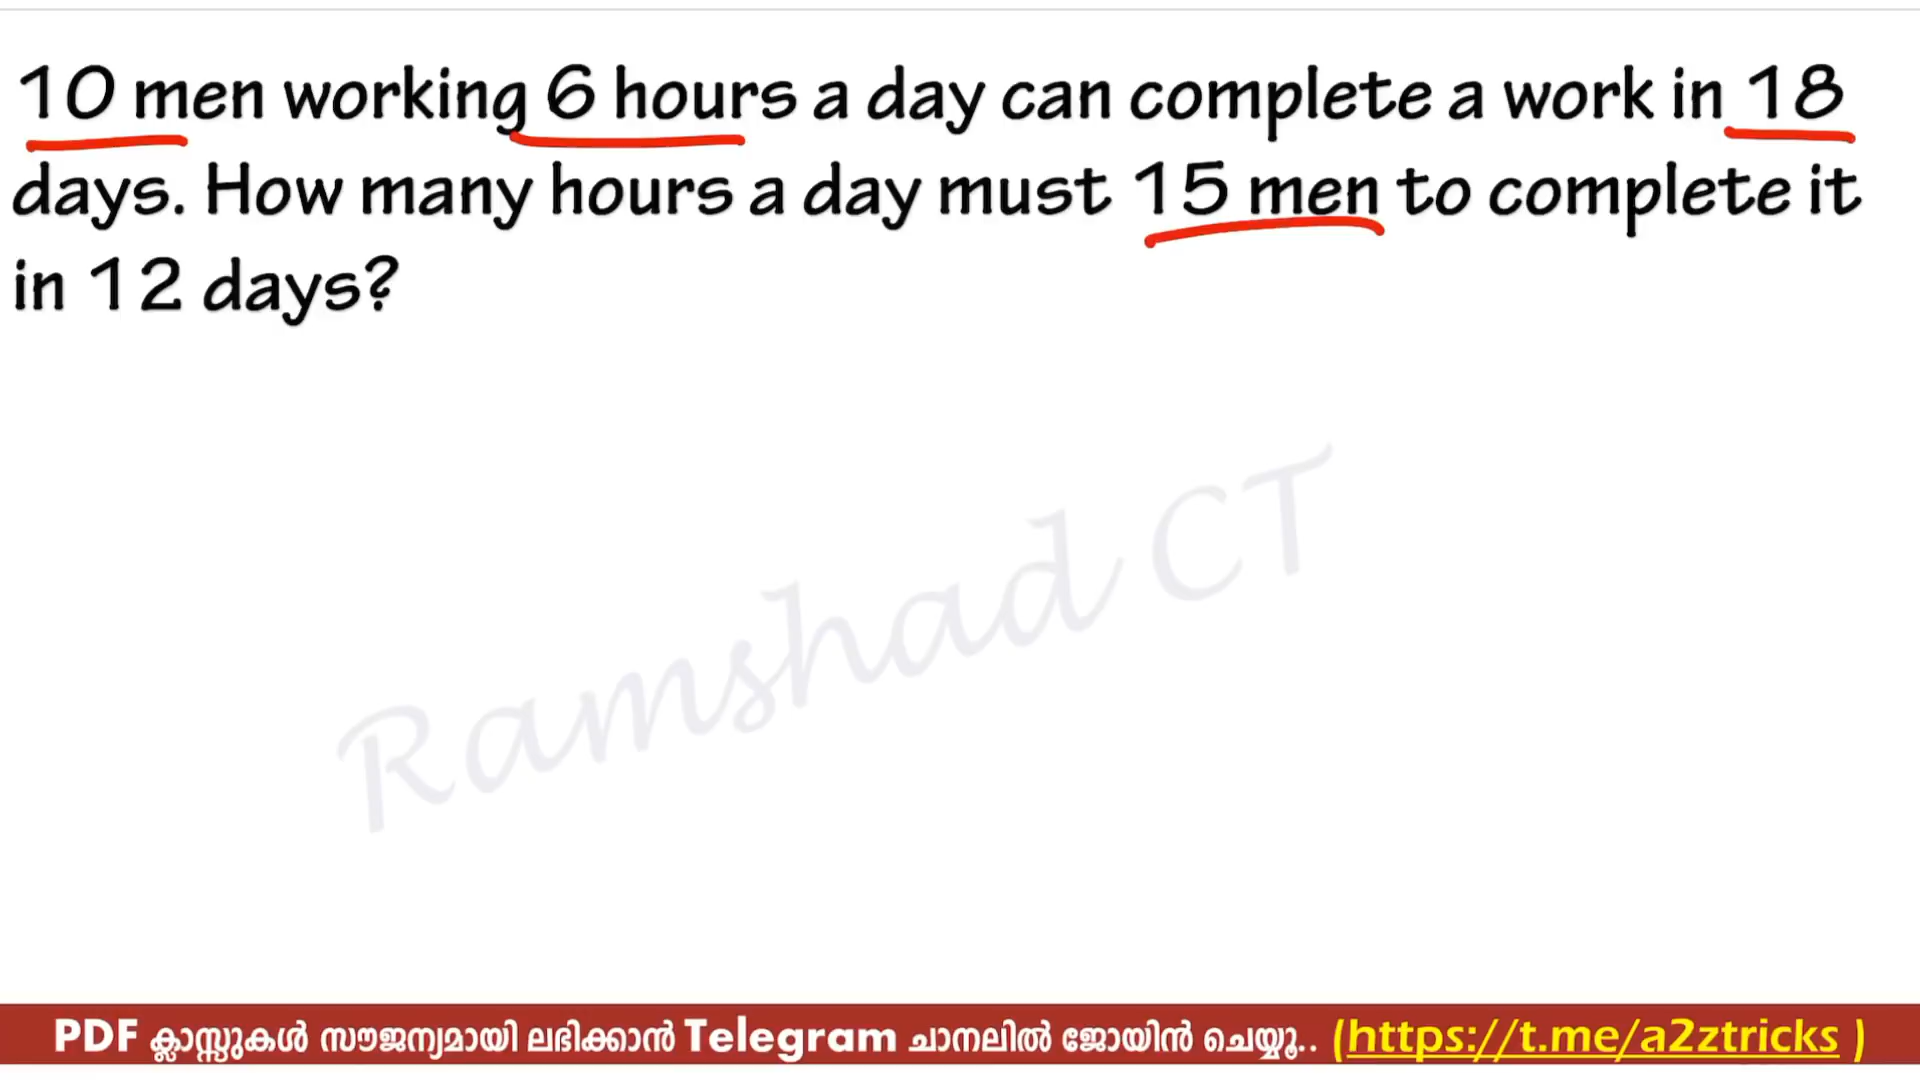 10 men working 6 hours a day can complete a work in 18
days. How many hours a day must 15 men to complete it
in 12 days?
Ramshad CT
PDF ക്ലാസ്സുകൾ സൗജന്യമായി ലഭിക്കാൻ Telegram ചാനലിൽ ജോയിൻ ചെയ്യൂ.. (https://t.me/a2ztricks )